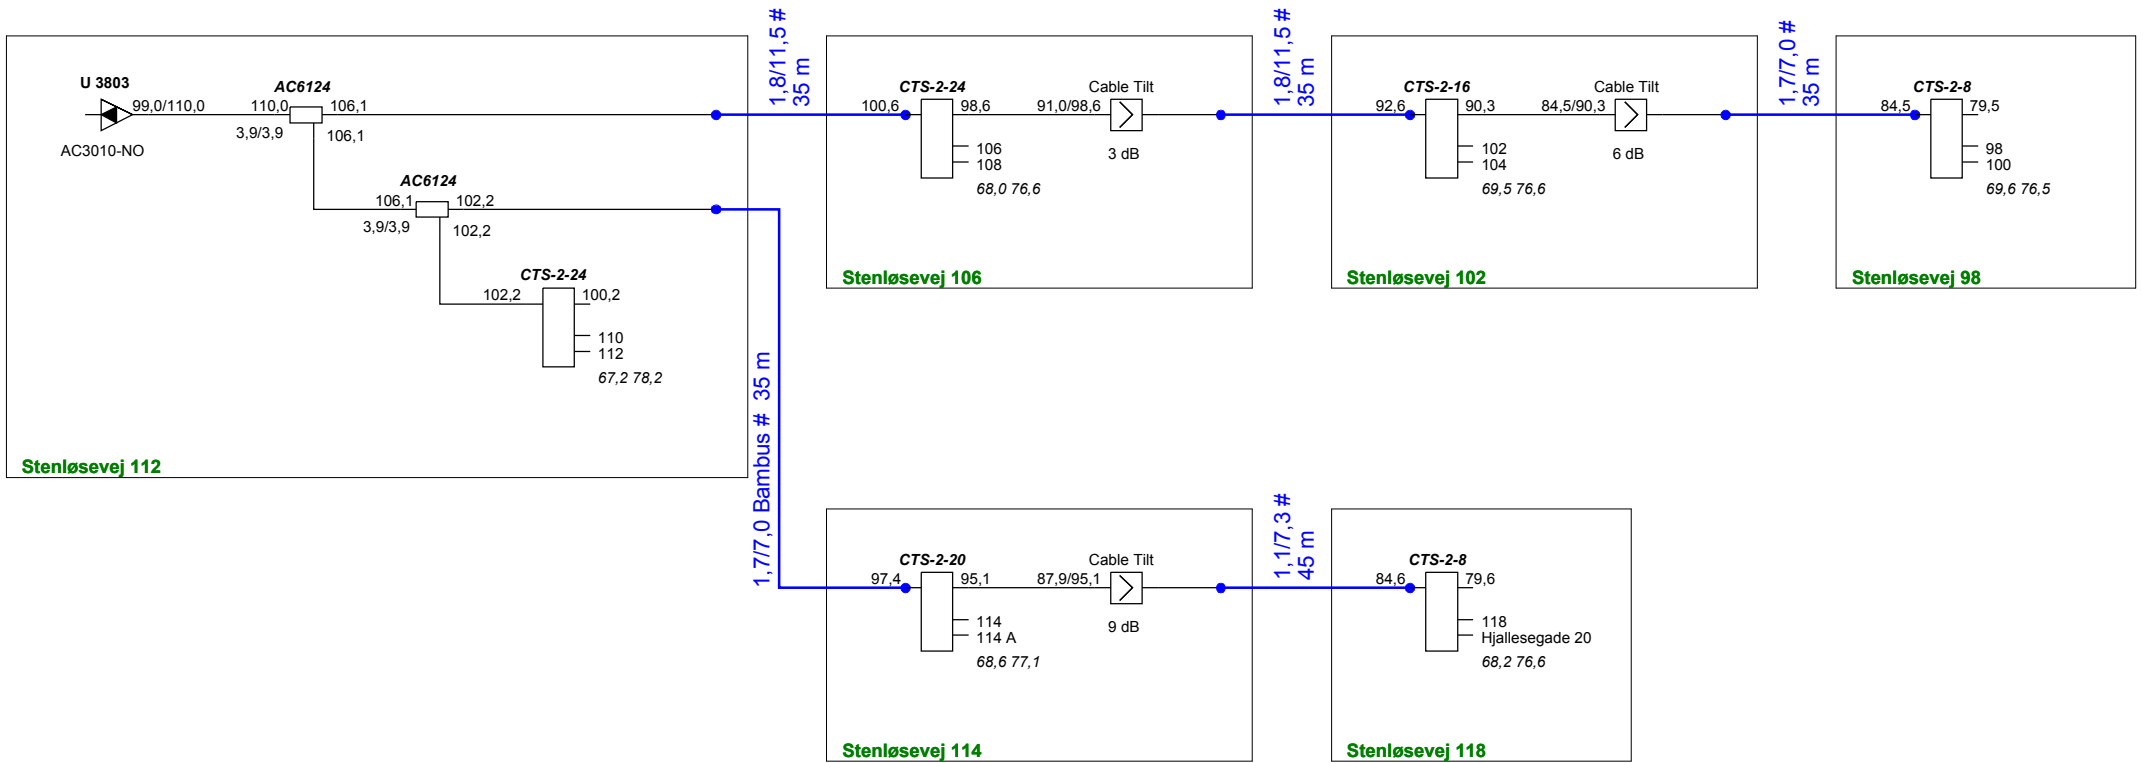 U 3803
99,0/110,0
AC3010-NO
AC6124
110,0
106,1
3,9/3,9
106,1
AC6124
106,1
102,2
3,9/3,9
102,2
CTS-2-24
102,2
100,2
110
112
67,2 78,2
Stenløsevej 112
1,8/11,5 #
35 m
CTS-2-24
100,6
98,6
106
108
68,0 76,6
Cable Tilt
91,0/98,6
3 dB
Stenløsevej 106
1,8/11,5 #
35 m
CTS-2-16
92,6
90,3
102
104
69,5 76,6
Cable Tilt
84,5/90,3
6 dB
Stenløsevej 102
1,7/7,0 #
35 m
CTS-2-8
84,5
79,5
98
100
69,6 76,5
Stenløsevej 98
1,7/7,0 Bambus # 35 m
CTS-2-20
97,4
95,1
114
114 A
68,6 77,1
Cable Tilt
87,9/95,1
9 dB
Stenløsevej 114
1,1/7,3 #
45 m
CTS-2-8
84,6
79,6
118
Hjallesegade 20
68,2 76,6
Stenløsevej 118